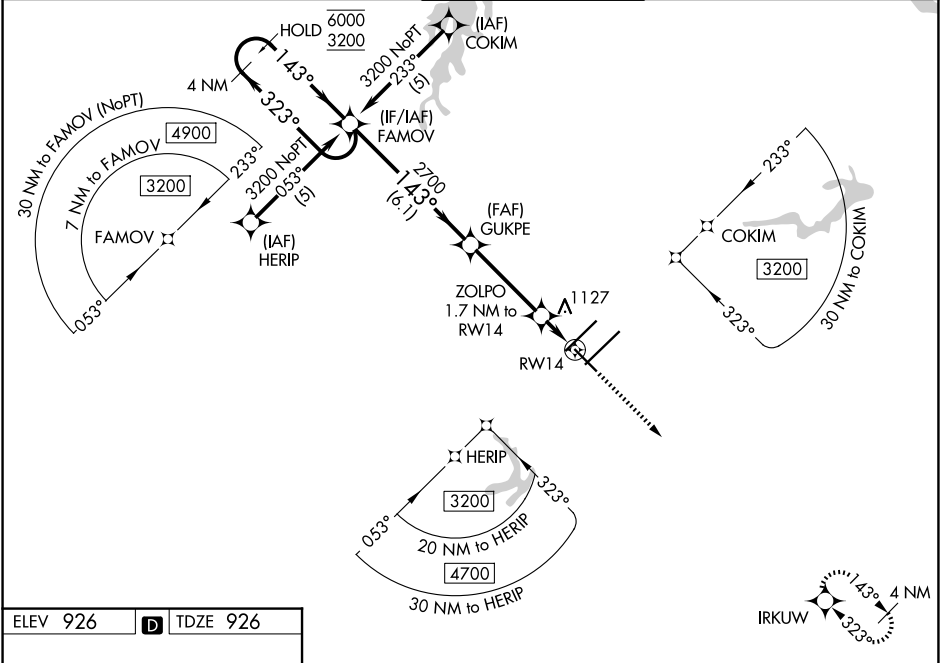 HOLD 6000
3200
143°
4 NM
323°
(IAF)
COKIM
3200 NoPT
233°
(5)
(IF/IAF)
FAMOV
30 NM to FAMOV (NoPT)
4900
7 NM to FAMOV
3200
233°
FAMOV
053°
3200 NoPT
053°
(5)
(IAF)
HERIP
2700
143°
(6.1)
(FAF)
GUKPE
ZOLPO
1.7 NM to
RW14
1127
RW14
233°
COKIM
3200
323°
30 NM to COKIM
HERIP
3200
053°
323°
20 NM to HERIP
4700
30 NM to HERIP
IRKUW
143°
4 NM
323°
ELEV 926 D TDZE 926